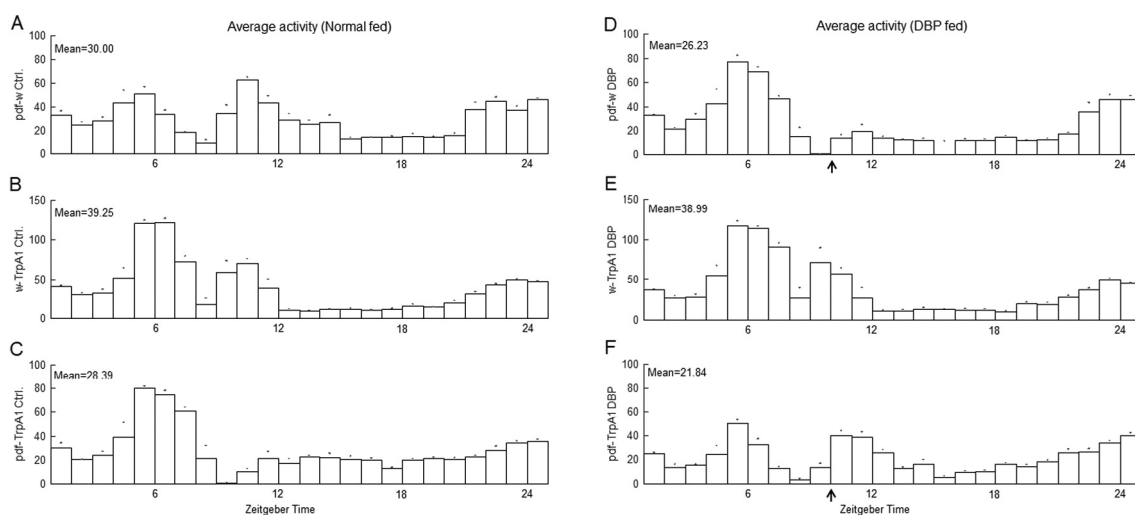 A
Average activity (Normal fed)
Mean=30.00
pdf-w Ctrl.
100
80
60
40
20
0
6
12
18
24
B
Mean=39.25
w-TrpA1 Ctrl.
150
100
50
0
6
12
18
24
C
Mean=28.39
pdf-TrpA1 Ctrl.
100
80
60
40
20
0
6
12
18
24
Zeitgeber Time
D
Average activity (DBP fed)
Mean=26.23
pdf-w DBP
100
80
60
40
20
0
6
12
18
24
E
Mean=38.99
w-TrpA1 DBP
150
100
50
0
6
12
18
24
F
Mean=21.84
pdf-TrpA1 DBP
100
80
60
40
20
0
6
12
18
24
Zeitgeber Time